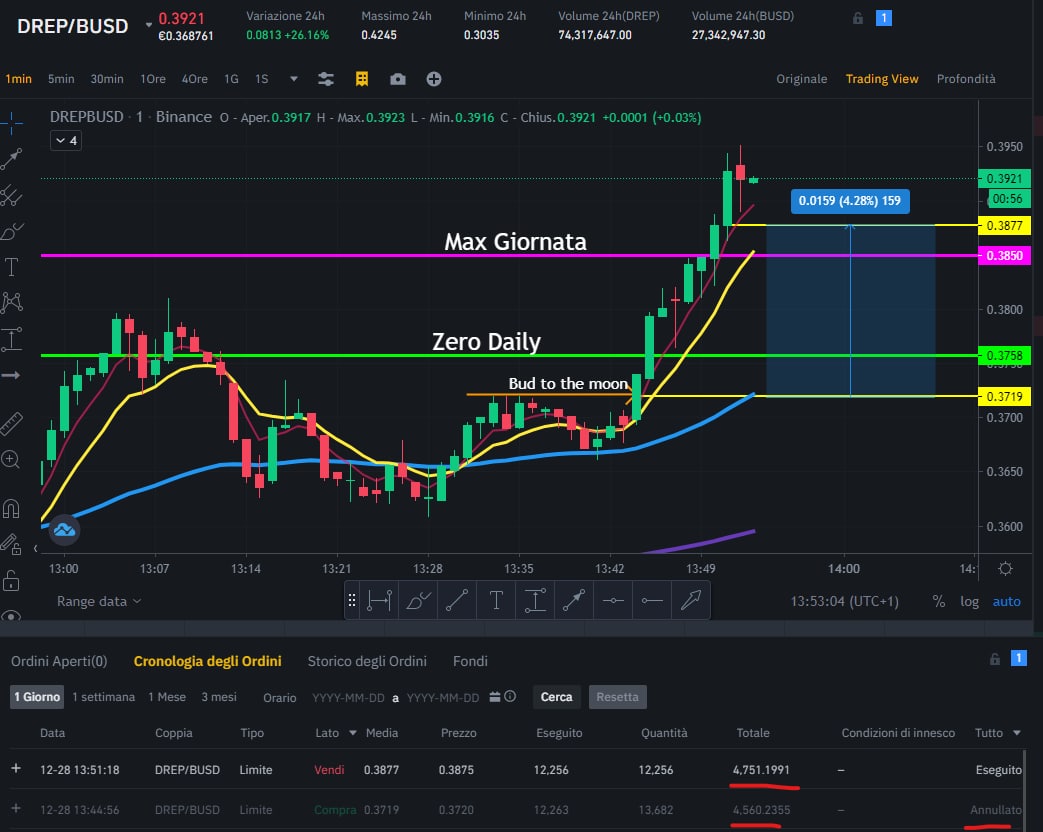 DREP/BUSD
0.3921
€0.368761
Variazione 24h
0.0813 +26.16%
Massimo 24h
0.4245
Minimo 24h
0.3035
Volume 24h(DREP)
74,317,647.00
Volume 24h(BUSD)
27,342,947.30
1
1min 5min 30min 1Ore 4Ore 1G 1S
Originale Trading View Profondità
DREPBUSD · 1 · Binance O - Aper.0.3917 H - Max.0.3923 L - Min.0.3916 C - Chius.0.3921 +0.0001 (+0.03%)
4
0.3950
0.3921
00:56
0.0159 (4.28%) 159
0.3877
Max Giornata
0.3850
0.3800
Zero Daily
0.3758
Bud to the moon
0.3719
0.3700
0.3650
0.3600
13:00 13:07 13:14 13:21 13:28 13:35 13:42 13:49 14:00 14:
Range data
T
13:53:04 (UTC+1) % log auto
Ordini Aperti(0) Cronologia degli Ordini Storico degli Ordini Fondi
1
1 Giorno 1 settimana 1 Mese 3 mesi Orario YYYY-MM-DD a YYYY-MM-DD Cerca Resetta
Data Coppia Tipo Lato Media Prezzo Eseguito Quantità Totale Condizioni di innesco Tutto
+ 12-28 13:51:18 DREP/BUSD Limite Vendi 0.3877 0.3875 12,256 12,256 4,751.1991 – Eseguito
+ 12-28 13:44:56 DREP/BUSD Limite Compra 0.3719 0.3720 12,263 13.682 4,560.2355 – Annullato